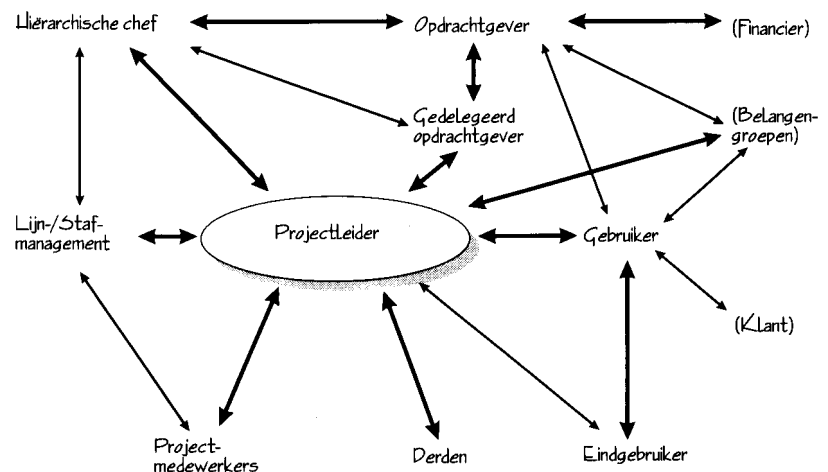 Hiërarchische chef
Opdrachtgever
(Financier)
Gedelegeerd
opdrachtgever
(Belangen-
groepen)
Lijn-/Staf-
management
Projectleider
Gebruiker
(Klant)
Project-
medewerkers
Derden
Eindgebruiker